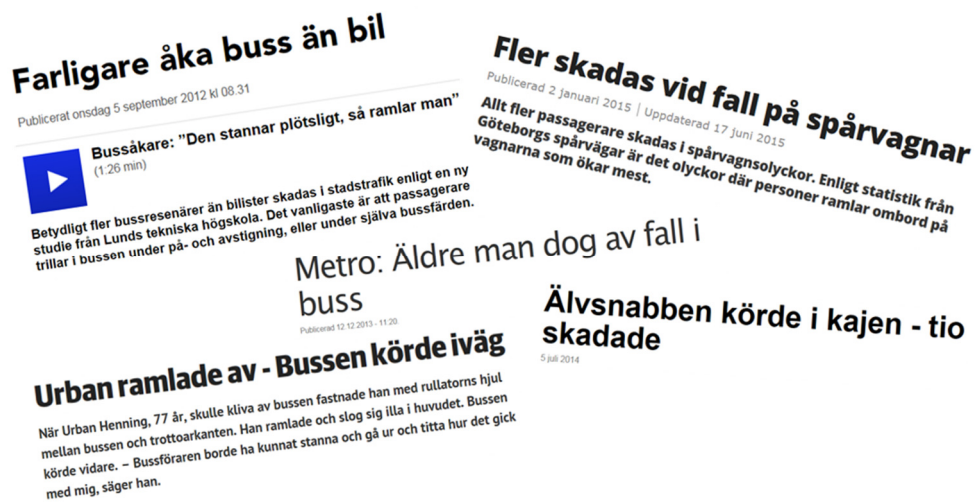 Farligare åka buss än bil
Publicerat onsdag 5 september 2012 kl 08.31
Bussåkare: ”Den stannar plötsligt, så ramlar man”
(1:26 min)
Betydligt fler bussresenärer än bilister skadas i stadstrafik enligt en ny
studie från Lunds tekniska högskola. Det vanligaste är att passagerare
trillar i bussen under på- och avstigning, eller under själva bussfärden.
Fler skadas vid fall på spårvagnar
Publicerad 2 januari 2015 | Uppdaterad 17 juni 2015
Allt fler passagerare skadas i spårvagnsolyckor. Enligt statistik från
Göteborgs spårvägar är det olyckor där personer ramlar ombord på
vagnarna som ökar mest.
Metro: Äldre man dog av fall i
buss
Publicerad 12.12.2013 - 11:20.
Älvsnabben körde i kajen - tio
skadade
5 juli 2014
Urban ramlade av - Bussen körde iväg
När Urban Henning, 77 år, skulle kliva av bussen fastnade han med rullatorns hjul
mellan bussen och trottoarkanten. Han ramlade och slog sig illa i huvudet. Bussen
körde vidare. – Bussföraren borde ha kunnat stanna och gå ur och titta hur det gick
med mig, säger han.